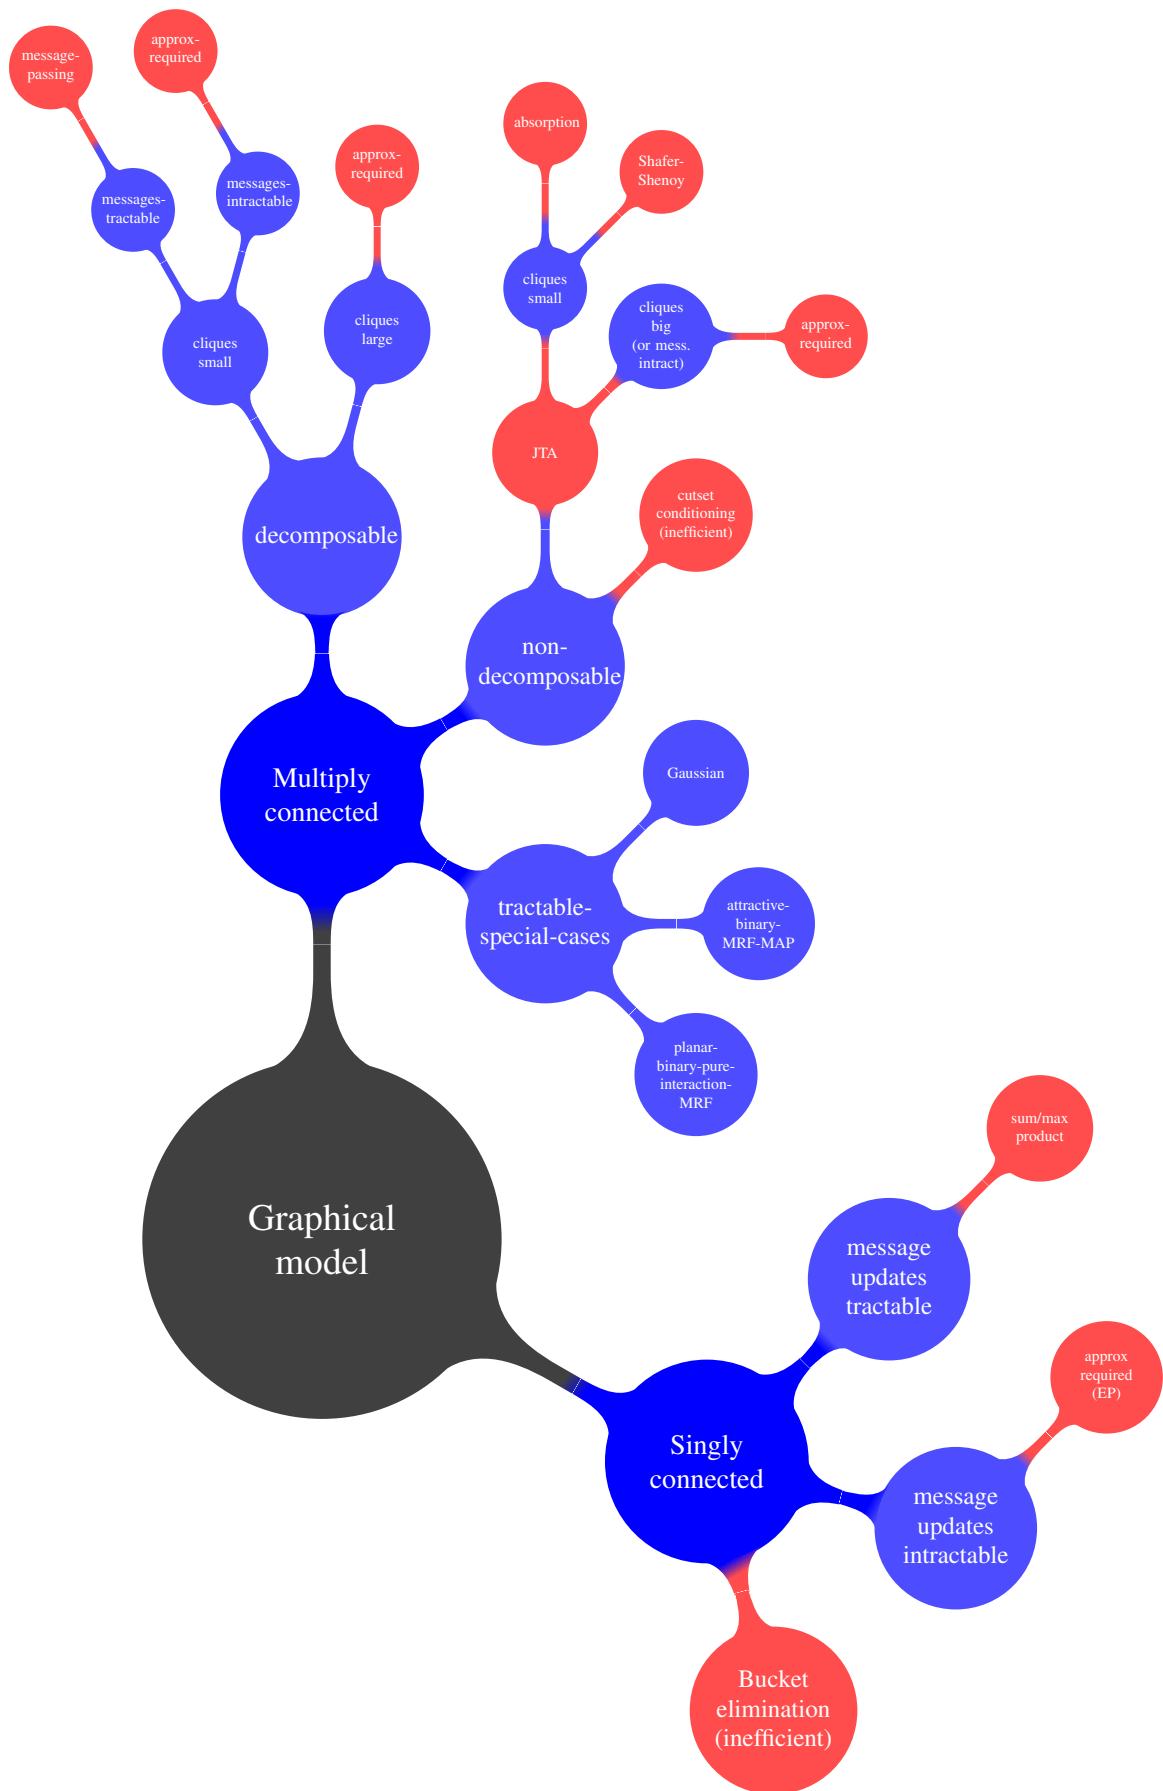 message-
passing
approx-
required
messages-
tractable
messages-
intractable
approx-
required
cliques
small
cliques
large
decomposable
absorption
Shafer-
Shenoy
cliques
small
cliques
big
(or mess.
intract)
approx-
required
JTA
cutset
conditioning
(inefficient)
non-
decomposable
Multiply
connected
Gaussian
tractable-
special-cases
attractive-
binary-
MRF-MAP
planar-
binary-pure-
interaction-
MRF
Graphical
model
sum/max
product
message
updates
tractable
approx
required
(EP)
Singly
connected
message
updates
intractable
Bucket
elimination
(inefficient)